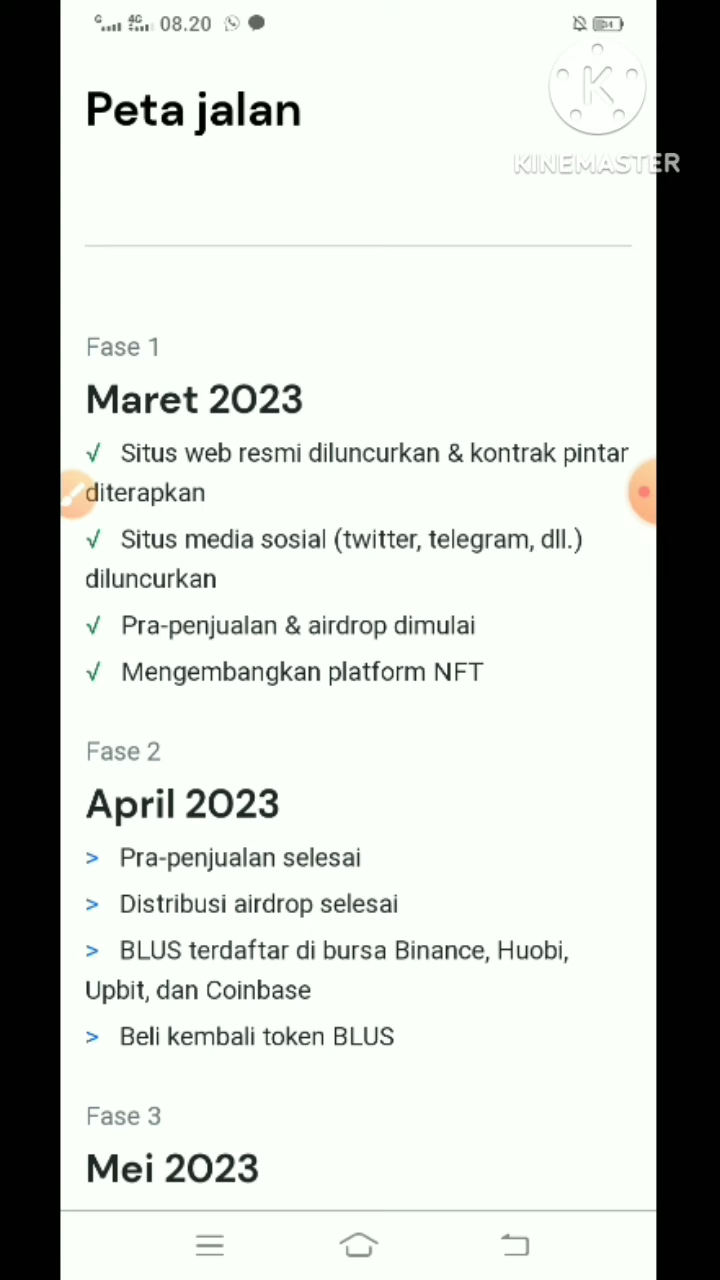 08.20
Peta jalan
KINEMASTER
Fase 1
Maret 2023
√ Situs web resmi diluncurkan & kontrak pintar
diterapkan
√ Situs media sosial (twitter, telegram, dll.)
diluncurkan
√ Pra-penjualan & airdrop dimulai
√ Mengembangkan platform NFT
Fase 2
April 2023
> Pra-penjualan selesai
> Distribusi airdrop selesai
> BLUS terdaftar di bursa Binance, Huobi,
Upbit, dan Coinbase
> Beli kembali token BLUS
Fase 3
Mei 2023